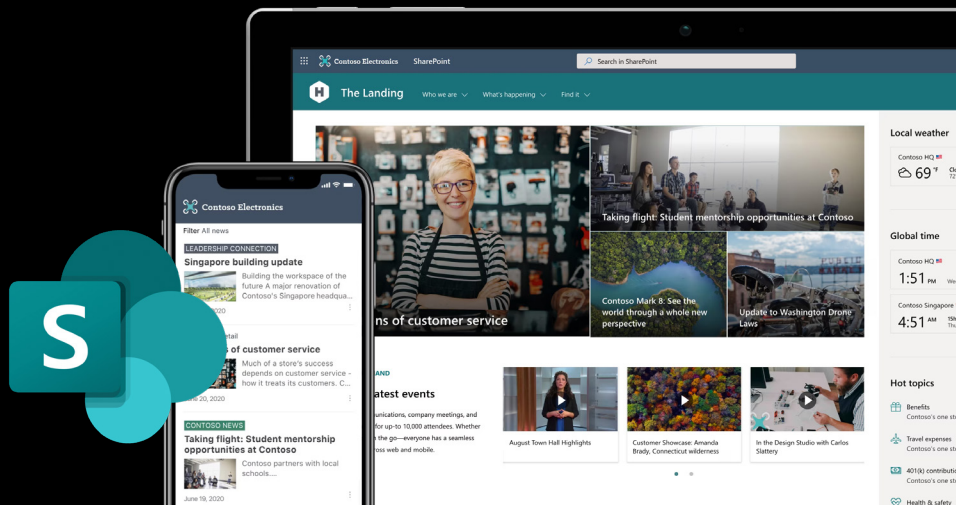 Contoso Electronics SharePoint
Search in SharePoint
H The Landing Who we are What's happening Find it
ns of customer service
Taking flight: Student mentorship opportunities at Contoso
Contoso Mark 8: See the
world through a whole new
perspective
Update to Washington Drone
Laws
Local weather
Contoso HQ
69 °F
72
Global time
Contoso HQ
1:51 PM
Contoso Singapore
4:51 AM
Hot topics
Benefits
Contoso's one
Travel expenses
Contoso's one
401(k)
Contoso's one
Health & safety
AND
atest events
unications, company meetings, and
for up-to 10,000 attendees. Whether
the go—everyone has a seamless
ross web and mobile.
August Town Hall Highlights
Customer Showcase: Amanda
Brady, Connecticut wilderness
In the Design Studio with Carlos
Slattery
Contoso Electronics
Filter All news
LEADERSHIP CONNECTION
Singapore building update
Building the workspace of the
future A major renovation of
Contoso's Singapore headqua...
2020
etail
of customer service
Much of a store's success
depends on customer service -
how it treats its customers. C...
20, 2020
CONTOSO NEWS
Taking flight: Student mentorship
opportunities at Contoso
Contoso partners with local
schools....
June 19, 2020
S